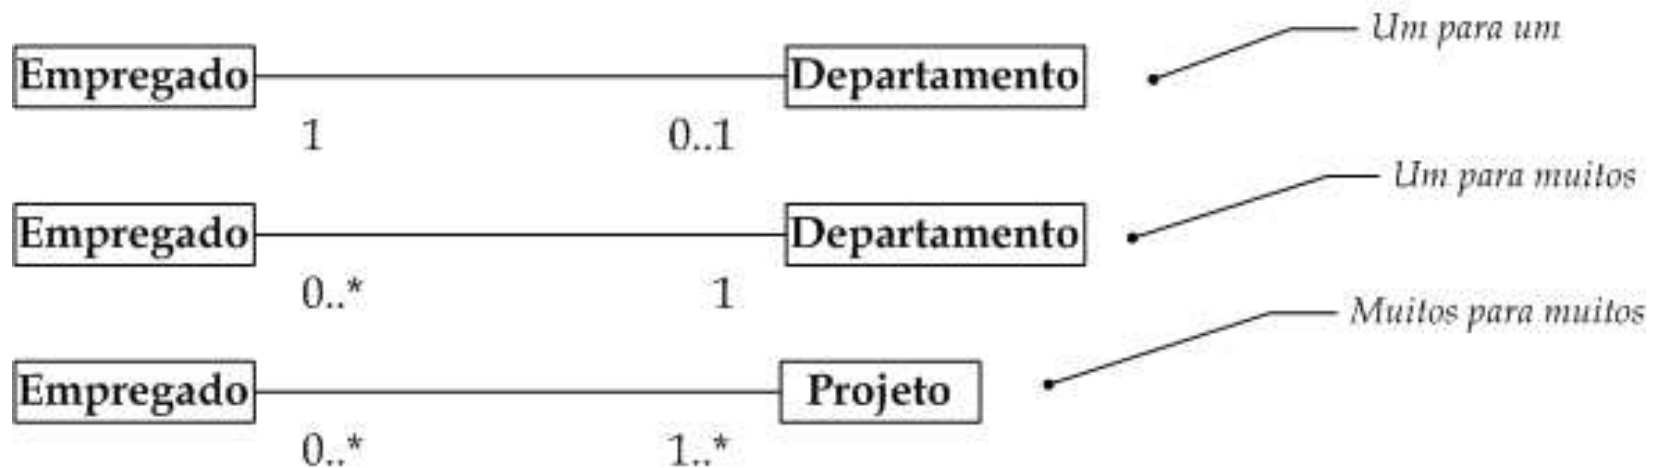 Um para um
Empregado Departamento
1 0..1
Um para muitos
Empregado Departamento
0..* 1
Muitos para muitos
Empregado Projeto
0..* 1..*